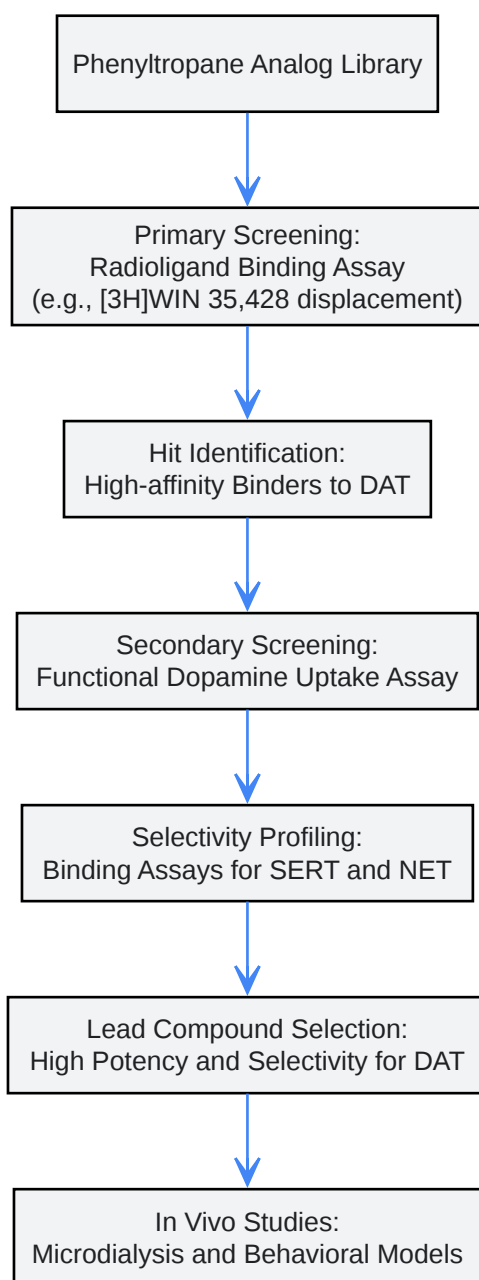 Phenyltropane Analog Library
Primary Screening:
Radioligand Binding Assay
(e.g., [3H]WIN 35,428 displacement)
Hit Identification:
High-affinity Binders to DAT
Secondary Screening:
Functional Dopamine Uptake Assay
Selectivity Profiling:
Binding Assays for SERT and NET
Lead Compound Selection:
High Potency and Selectivity for DAT
In Vivo Studies:
Microdialysis and Behavioral Models